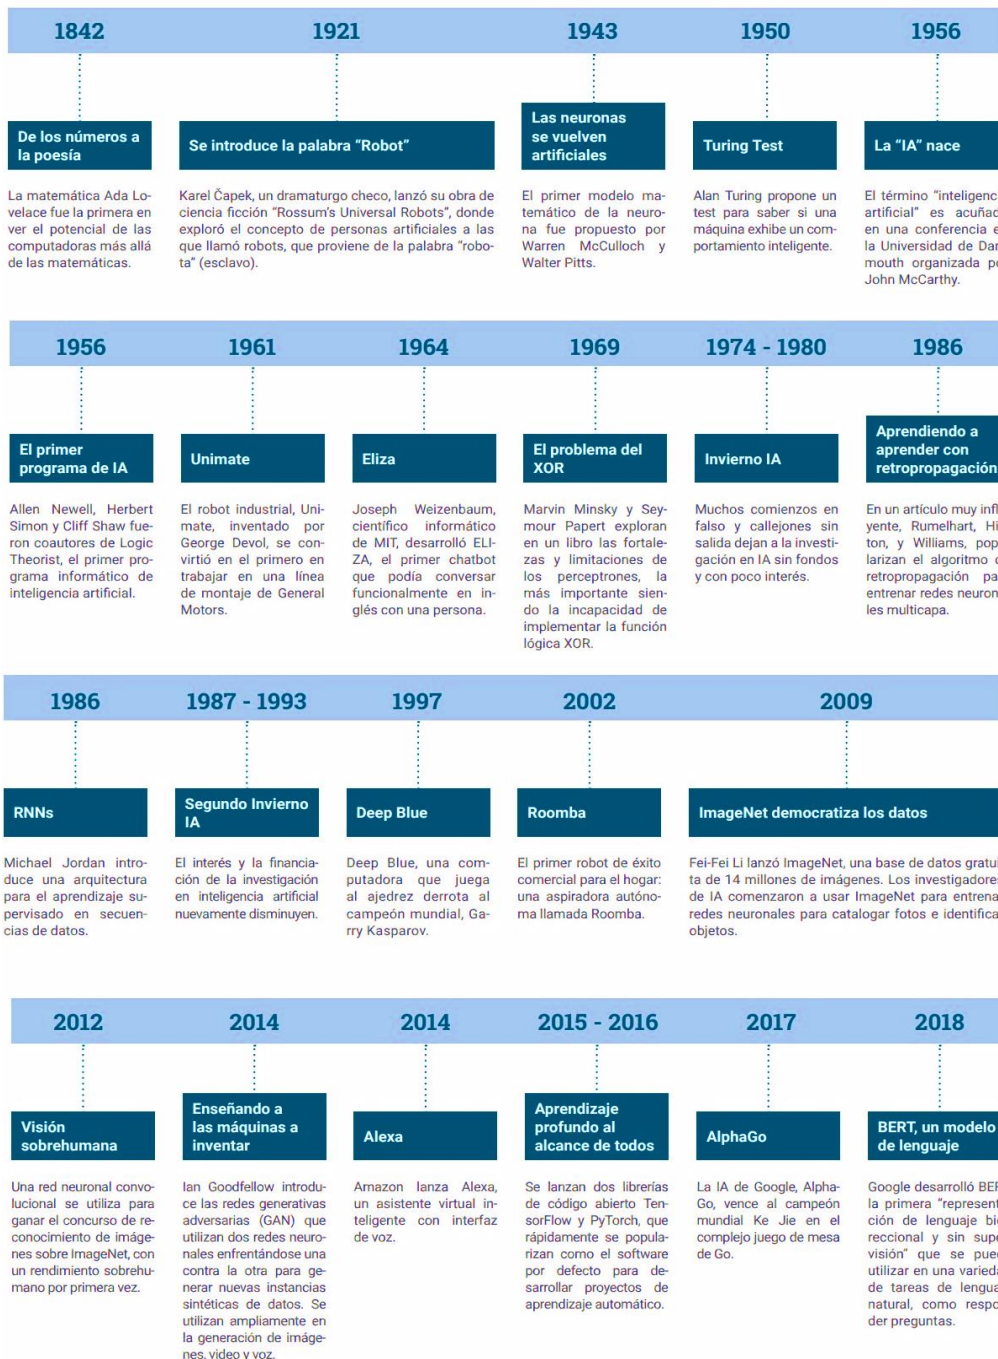 1842
De los números a
la poesía
La matemática Ada Lo-
velace fue la primera en
ver el potencial de las
computadoras más allá
de las matemáticas.
1921
Se introduce la palabra “Robot”
Karel Čapek, un dramaturgo checo, lanzó su obra de
ciencia ficción “Rossum’s Universal Robots”, donde
exploró el concepto de personas artificiales a las
que llamó robots, que proviene de la palabra “robo-
ta” (esclavo).
1943
Las neuronas
se vuelven
artificiales
El primer modelo ma-
temático de la neuro-
na fue propuesto por
Warren McCulloch y
Walter Pitts.
1950
Turing Test
Alan Turing propone un
test para saber si una
máquina exhibe un com-
portamiento inteligente.
1956
La “IA” nace
El término “inteligenci
artificial” es acuñad
en una conferencia e
la Universidad de Dar
mouth organizada po
John McCarthy.
1956
El primer
programa de IA
Allen Newell, Herbert
Simon y Cliff Shaw fue-
ron coautores de Logic
Theorist, el primer pro-
grama informático de
inteligencia artificial.
1961
Unimate
El robot industrial, Uni-
mate, inventado por
George Devol, se con-
virtió en el primero en
trabajar en una línea
de montaje de General
Motors.
1964
Eliza
Joseph Weizenbaum,
científico informático
de MIT, desarrolló ELI-
ZA, el primer chatbot
que podía conversar
funcionalmente en in-
glés con una persona.
1969
El problema del
XOR
Marvin Minsky y Sey-
mour Papert exploran
en un libro las fortale-
zas y limitaciones de
los perceptrones, la
más importante sien-
do la incapacidad de
implementar la función
lógica XOR.
1974 - 1980
Invierno IA
Muchos comienzos en
falso y callejones sin
salida dejan a la investi-
gación en IA sin fondos
y con poco interés.
1986
Aprendiendo a
aprender con
retropropagación
En un artículo muy infl
yente, Rumelhart, Hi
ton, y Williams, pop
larizan el algoritmo d
retropropagación pa
entrenar redes neuron
les multicapa.
1986
RNNs
Michael Jordan intro-
duce una arquitectura
para el aprendizaje su-
pervisado en secuen-
cias de datos.
1987 - 1993
Segundo Invierno
IA
El interés y la financia-
ción de la investigación
en inteligencia artificial
nuevamente disminuyen.
1997
Deep Blue
Deep Blue, una com-
putadora que juega
al ajedrez derrota al
campeón mundial, Ga-
rry Kasparov.
2002
Roomba
El primer robot de éxito
comercial para el hogar:
una aspiradora autóno-
ma llamada Roomba.
2009
ImageNet democratiza los datos
Fei-Fei Li lanzó ImageNet, una base de datos gratui
ta de 14 millones de imágenes. Los investigadores
de IA comenzaron a usar ImageNet para entrena
redes neuronales para catalogar fotos e identifica
objetos.
2012
Visión
sobrehumana
Una red neuronal convo-
lucional se utiliza para
ganar el concurso de re-
conocimiento de imáge-
nes sobre ImageNet, con
un rendimiento sobrehu-
mano por primera vez.
2014
Enseñando a
las máquinas a
inventar
Ian Goodfellow introdu-
ce las redes generativas
adversarias (GAN) que
utilizan dos redes neuro-
nales enfrentándose una
contra la otra para ge-
nerar nuevas instancias
sintéticas de datos. Se
utilizan ampliamente en
la generación de imáge-
nes, video y voz.
2014
Alexa
Amazon lanza Alexa,
un asistente virtual in-
teligente con interfaz
de voz.
2015 - 2016
Aprendizaje
profundo al
alcance de todos
Se lanzan dos librerías
de código abierto Ten-
sorFlow y PyTorch, que
rápidamente se popula-
rizan como el software
por defecto para de-
sarrollar proyectos de
aprendizaje automático.
2017
AlphaGo
La IA de Google, Alpha-
Go, vence al campeón
mundial Ke Jie en el
complejo juego de mesa
de Go.
2018
BERT, un modelo
de lenguaje
Google desarrolló BER
la primera “represent
ción de lenguaje bid
reccional y sin supe
visión” que se pued
utilizar en una varieda
de tareas de lengua
natural, como respo
der preguntas.